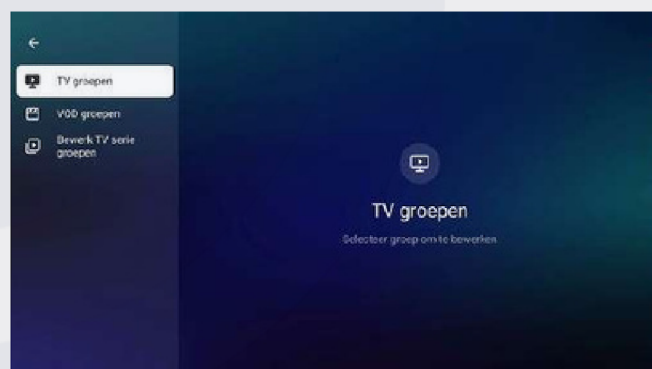 TV groepen
VOD groepen
Bewerk TV serie
groepen
TV groepen
Selecteer groep om te bewerken